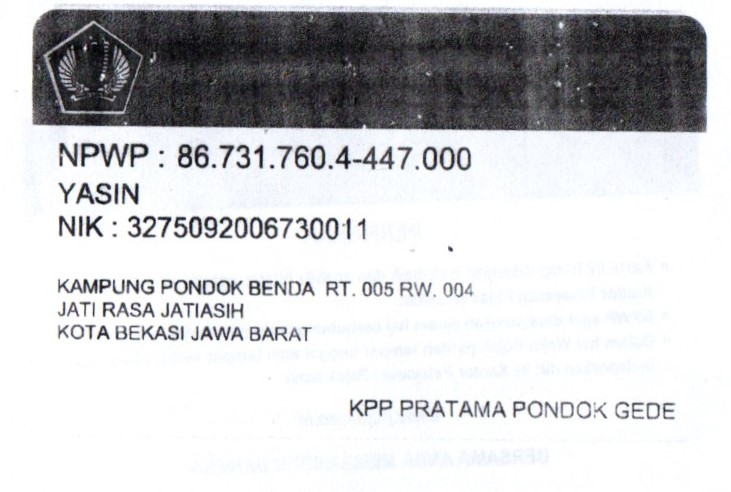 NPWP : 86.731.760.4-447.000
YASIN
NIK : 3275092006730011
KAMPUNG PONDOK BENDA RT. 005 RW. 004
JATI RASA JATIASIH
KOTA BEKASI JAWA BARAT
KPP PRATAMA PONDOK GEDE